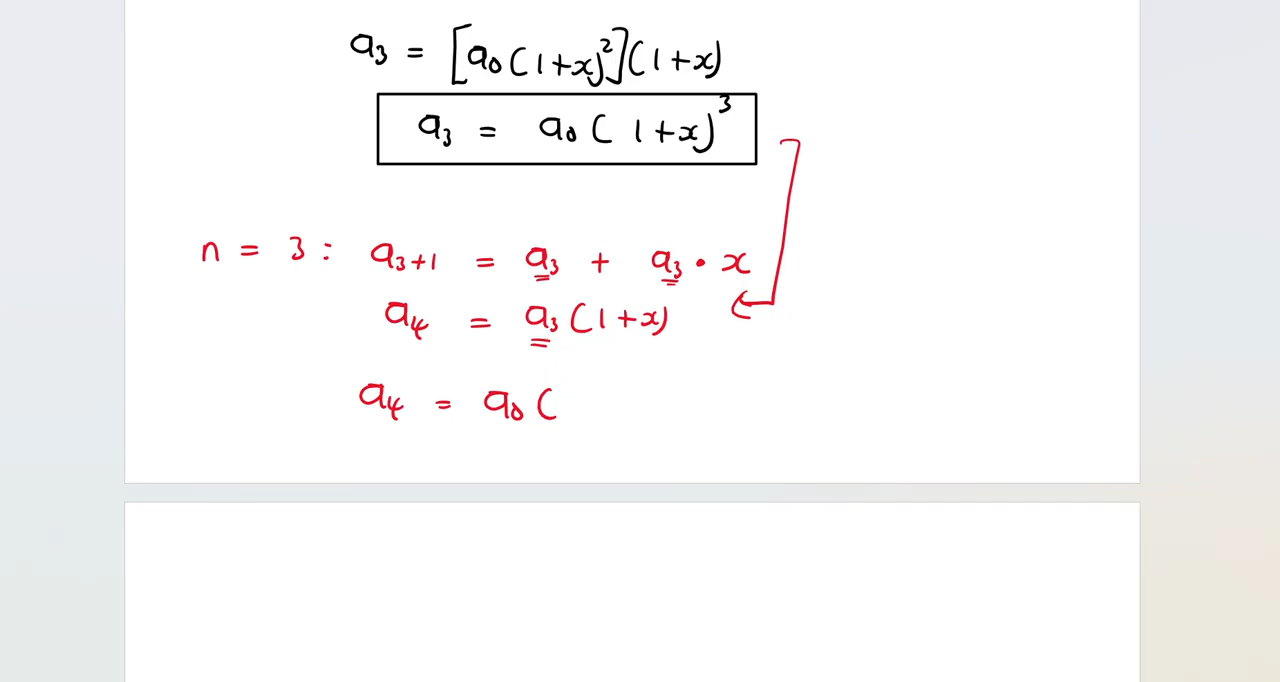 a₃ = [a₀(1+x)²](1+x)
a₃ = a₀(1+x)³
n = 3: a₃₊₁ = a₃ + a₃ · x
a₄ = a₃(1+x)
a₄ = a₀(